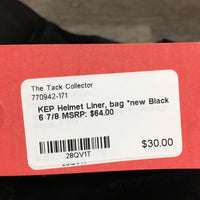 The Tack Collector
770942-171
KEP Helmet Liner, bag *new Black
6 7/8 MSRP: $64.00
$30.00
28QV1T